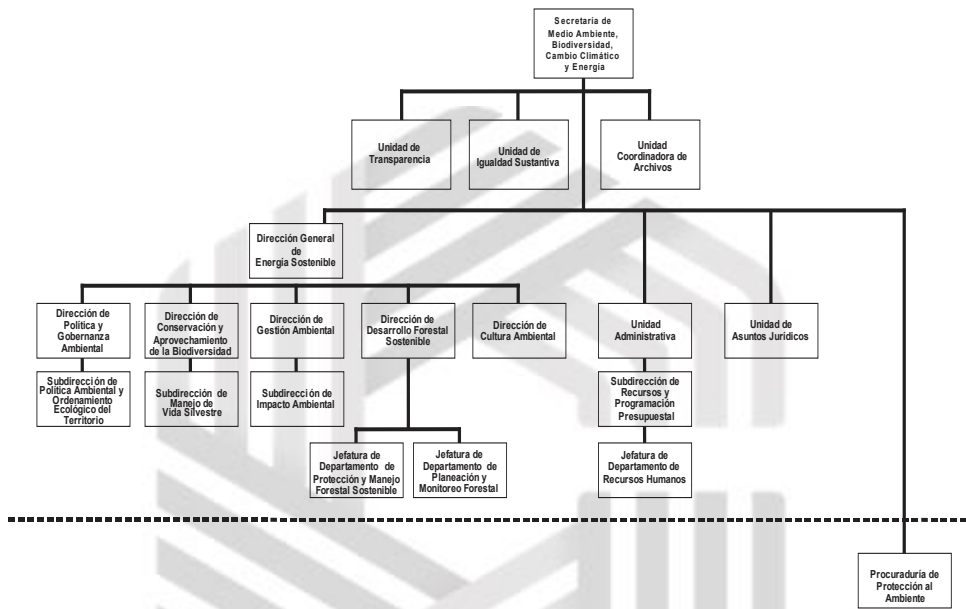 Secretaría de
Medio Ambiente,
Biodiversidad,
Cambio Climático
y Energía
Unidad de
Transparencia
Unidad de
Igualdad Sustantiva
Unidad
Coordinadora de
Archivos
Dirección General
de
Energía Sostenible
Dirección de
Política y
Gobernanza
Ambiental
Dirección de
Conservación y
Aprovechamiento
de la Biodiversidad
Dirección de
Gestión Ambiental
Dirección de
Desarrollo Forestal
Sostenible
Dirección de
Cultura Ambiental
Unidad
Administrativa
Unidad de
Asuntos Jurídicos
Subdirección de
Política Ambiental y
Ordenamiento
Ecológico del
Territorio
Subdirección de
Manejo de
Vida Silvestre
Subdirección de
Impacto Ambiental
Subdirección de
Recursos y
Programación
Presupuestal
Jefatura de
Departamento de
Protección y Manejo
Forestal Sostenible
Jefatura de
Departamento de
Planeación y
Monitoreo Forestal
Jefatura de
Departamento de
Recursos Humanos
Procuraduría de
Protección al
Ambiente